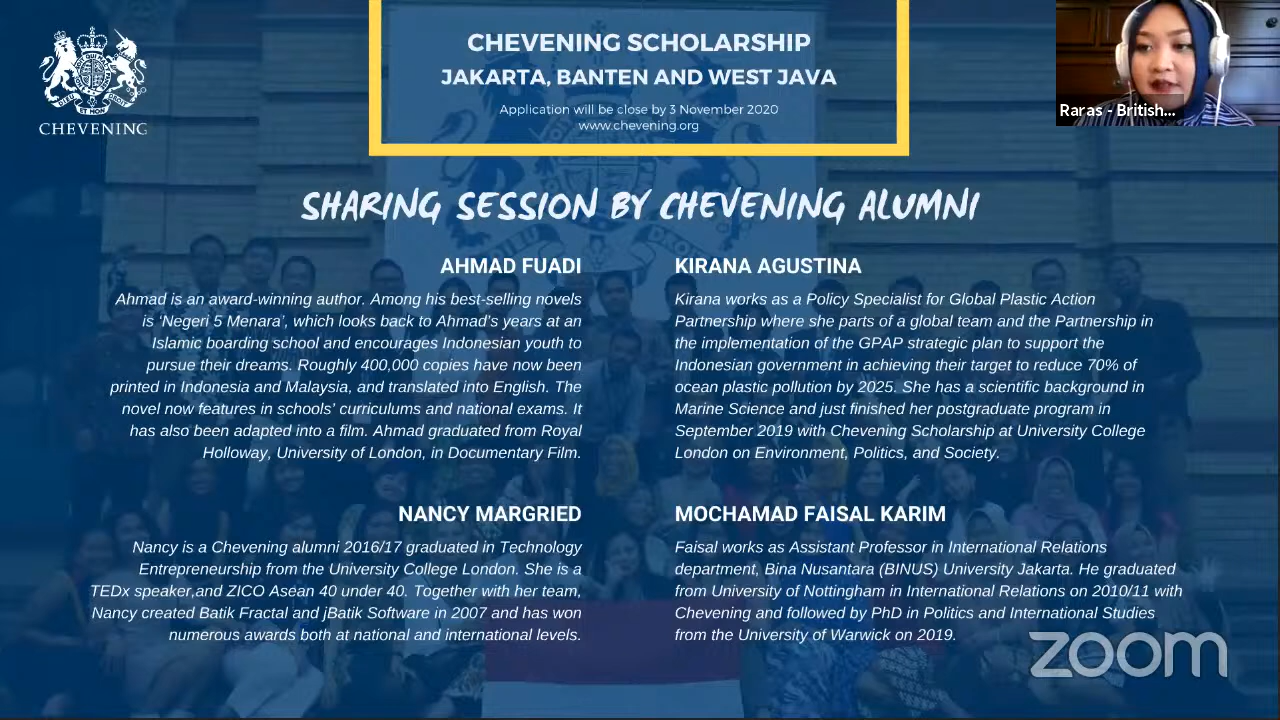 CHEVENING
CHEVENING SCHOLARSHIP
JAKARTA, BANTEN AND WEST JAVA
Application will be close by 3 November 2020
www.chevening.org
Raras - British...
SHARING SESSION BY CHEVENING ALUMNI
AHMAD FUADI
Ahmad is an award-winning author. Among his best-selling novels
is ‘Negeri 5 Menara’, which looks back to Ahmad’s years at an
Islamic boarding school and encourages Indonesian youth to
pursue their dreams. Roughly 400,000 copies have now been
printed in Indonesia and Malaysia, and translated into English. The
novel now features in schools’ curriculums and national exams. It
has also been adapted into a film. Ahmad graduated from Royal
Holloway, University of London, in Documentary Film.
KIRANA AGUSTINA
Kirana works as a Policy Specialist for Global Plastic Action
Partnership where she parts of a global team and the Partnership in
the implementation of the GPAP strategic plan to support the
Indonesian government in achieving their target to reduce 70% of
ocean plastic pollution by 2025. She has a scientific background in
Marine Science and just finished her postgraduate program in
September 2019 with Chevening Scholarship at University College
London on Environment, Politics, and Society.
NANCY MARGRIED
Nancy is a Chevening alumni 2016/17 graduated in Technology
Entrepreneurship from the University College London. She is a
TEDx speaker,and ZICO Asean 40 under 40. Together with her team,
Nancy created Batik Fractal and jBatik Software in 2007 and has won
numerous awards both at national and international levels.
MOCHAMAD FAISAL KARIM
Faisal works as Assistant Professor in International Relations
department, Bina Nusantara (BINUS) University Jakarta. He graduated
from University of Nottingham in International Relations on 2010/11 with
Chevening and followed by PhD in Politics and International Studies
from the University of Warwick on 2019.
zoom